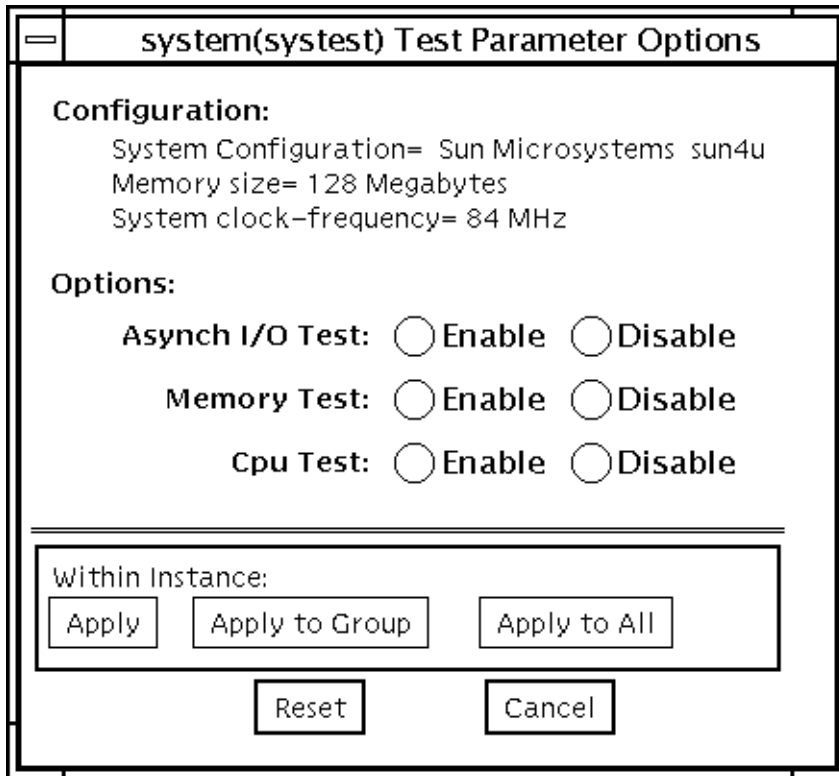 system(systest) Test Parameter Options
Configuration:
System Configuration= Sun Microsystems sun4u
Memory size= 128 Megabytes
System clock–frequency= 84 MHz
Options:
Asynch I/O Test: Enable Disable
Memory Test: Enable Disable
Cpu Test: Enable Disable
Within Instance:
Apply Apply to Group Apply to All
Reset Cancel